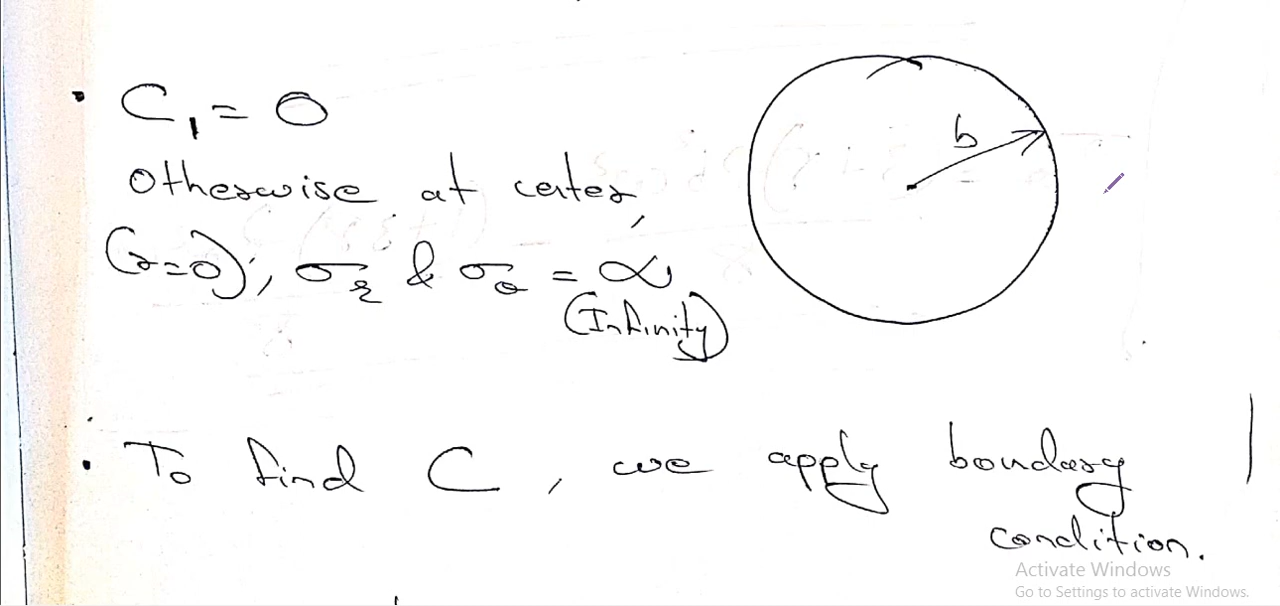 • C₁ = 0
b
Otherwise at center,
(r=0), σᵣ & σ_θ = ∞
(Infinity)
• To find C, we apply boundary
condition.
Activate Windows
Go to Settings to activate Windows.